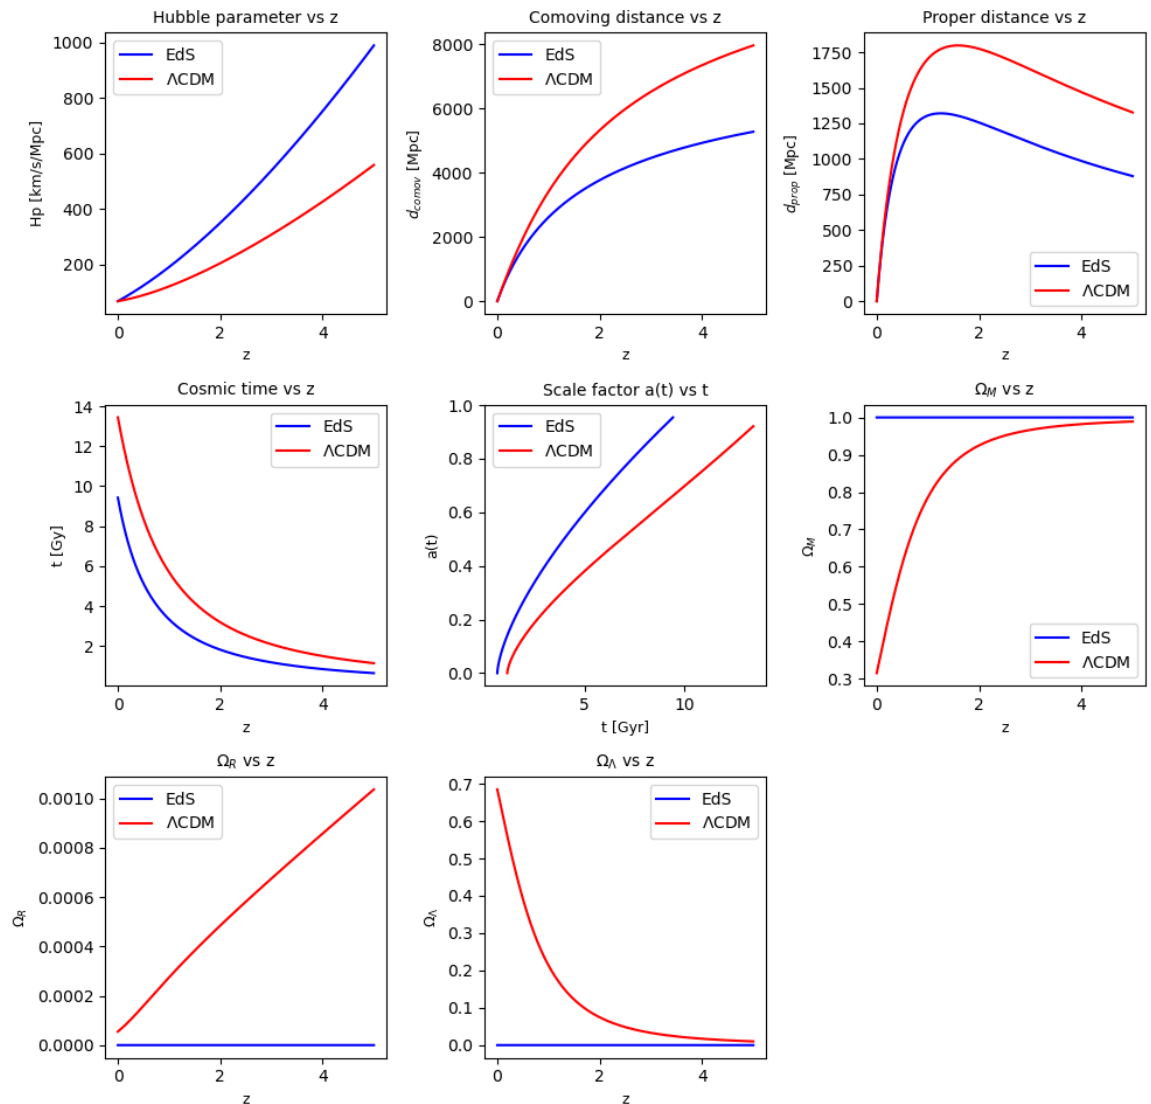 Hubble parameter vs z
Hp [km/s/Mpc]
1000
800
600
400
200
0 2 4
z
EdS
ΛCDM
Comoving distance vs z
d_comov [Mpc]
8000
6000
4000
2000
0
0 2 4
z
EdS
ΛCDM
Proper distance vs z
d_prop [Mpc]
1750
1500
1250
1000
750
500
250
0
0 2 4
z
EdS
ΛCDM
Cosmic time vs z
t [Gy]
14
12
10
8
6
4
2
0 2 4
z
EdS
ΛCDM
Scale factor a(t) vs t
a(t)
1.0
0.8
0.6
0.4
0.2
0.0
5 10
t [Gyr]
EdS
ΛCDM
Ω_M vs z
Ω_M
1.0
0.9
0.8
0.7
0.6
0.5
0.4
0.3
0 2 4
z
EdS
ΛCDM
Ω_R vs z
Ω_R
0.0010
0.0008
0.0006
0.0004
0.0002
0.0000
0 2 4
z
EdS
ΛCDM
Ω_Λ vs z
Ω_Λ
0.7
0.6
0.5
0.4
0.3
0.2
0.1
0.0
0 2 4
z
EdS
ΛCDM